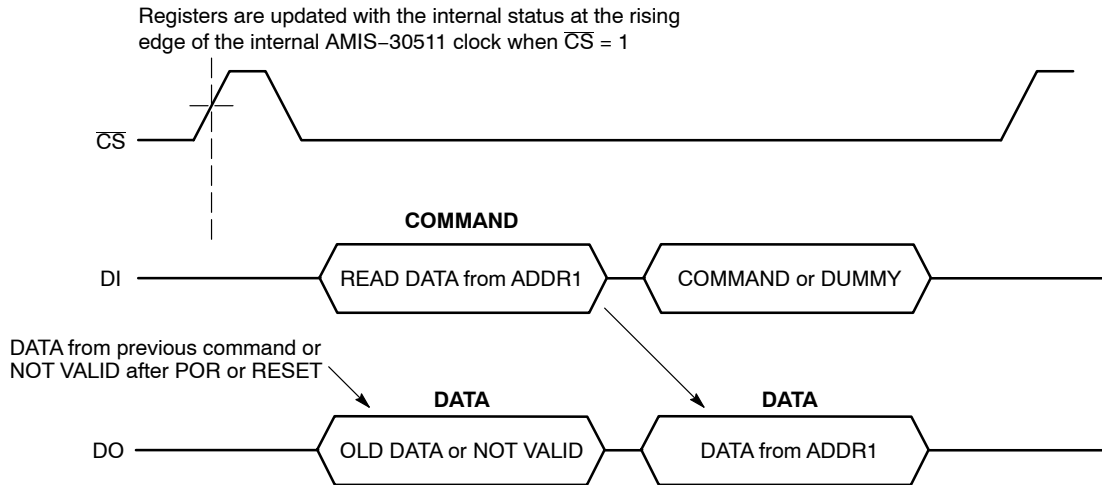 Registers are updated with the internal status at the rising
edge of the internal AMIS−30511 clock when C̅S̅ = 1
C̅S̅
COMMAND
DI
READ DATA from ADDR1
COMMAND or DUMMY
DATA from previous command or
NOT VALID after POR or RESET
DATA
DATA
DO
OLD DATA or NOT VALID
DATA from ADDR1